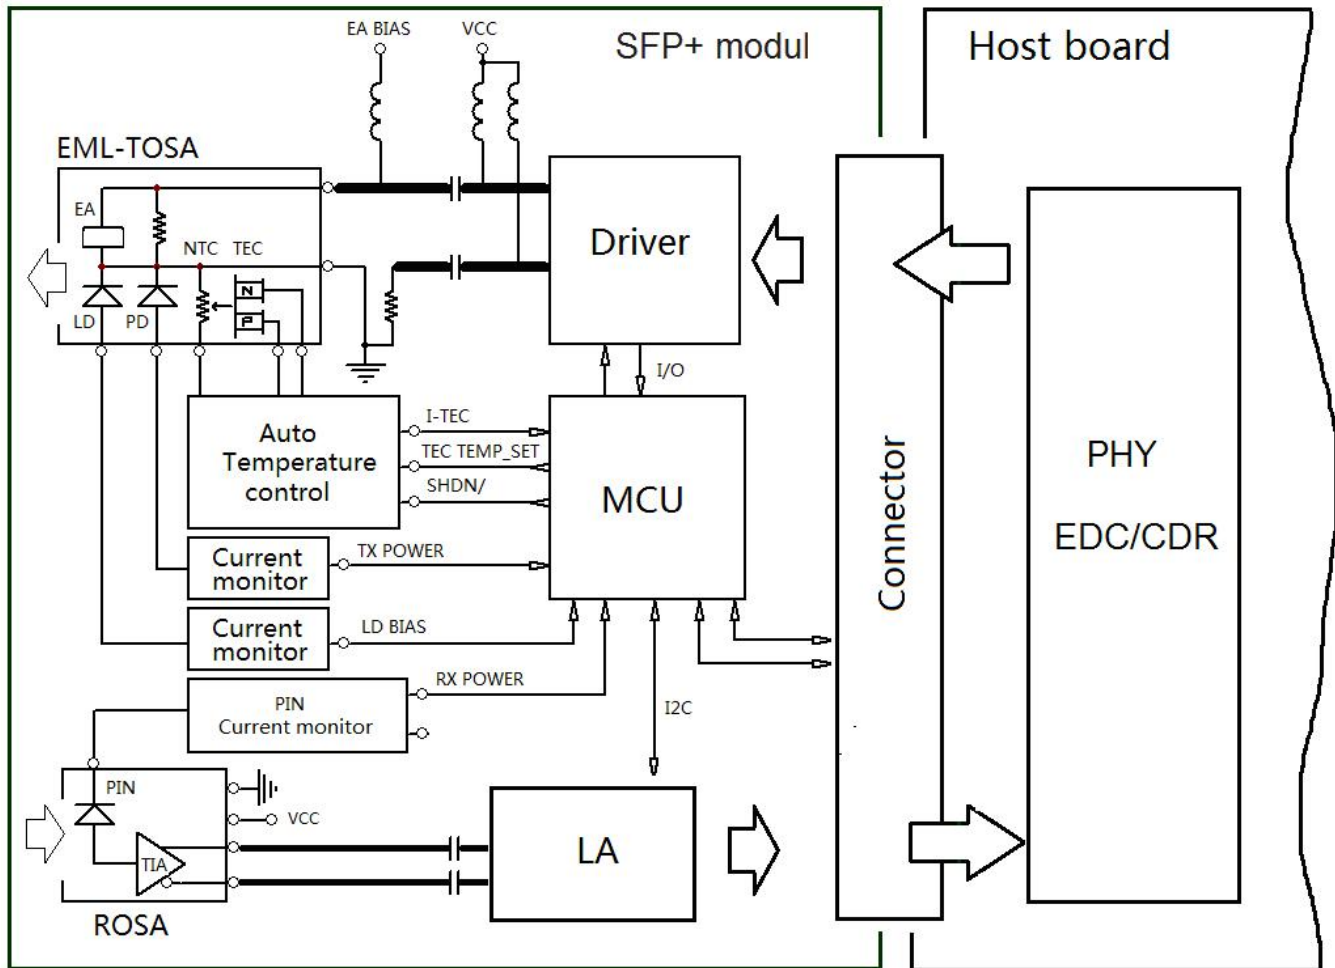 EA BIAS
VCC
SFP+ modul
Host board
EML-TOSA
EA
NTC
TEC
N
P
LD
PD
Driver
I/O
Auto
Temperature
control
I-TEC
TEC TEMP_SET
SHDN/
MCU
Connector
PHY
EDC/CDR
Current
monitor
TX POWER
Current
monitor
LD BIAS
PIN
Current monitor
RX POWER
I2C
PIN
VCC
TIA
LA
ROSA